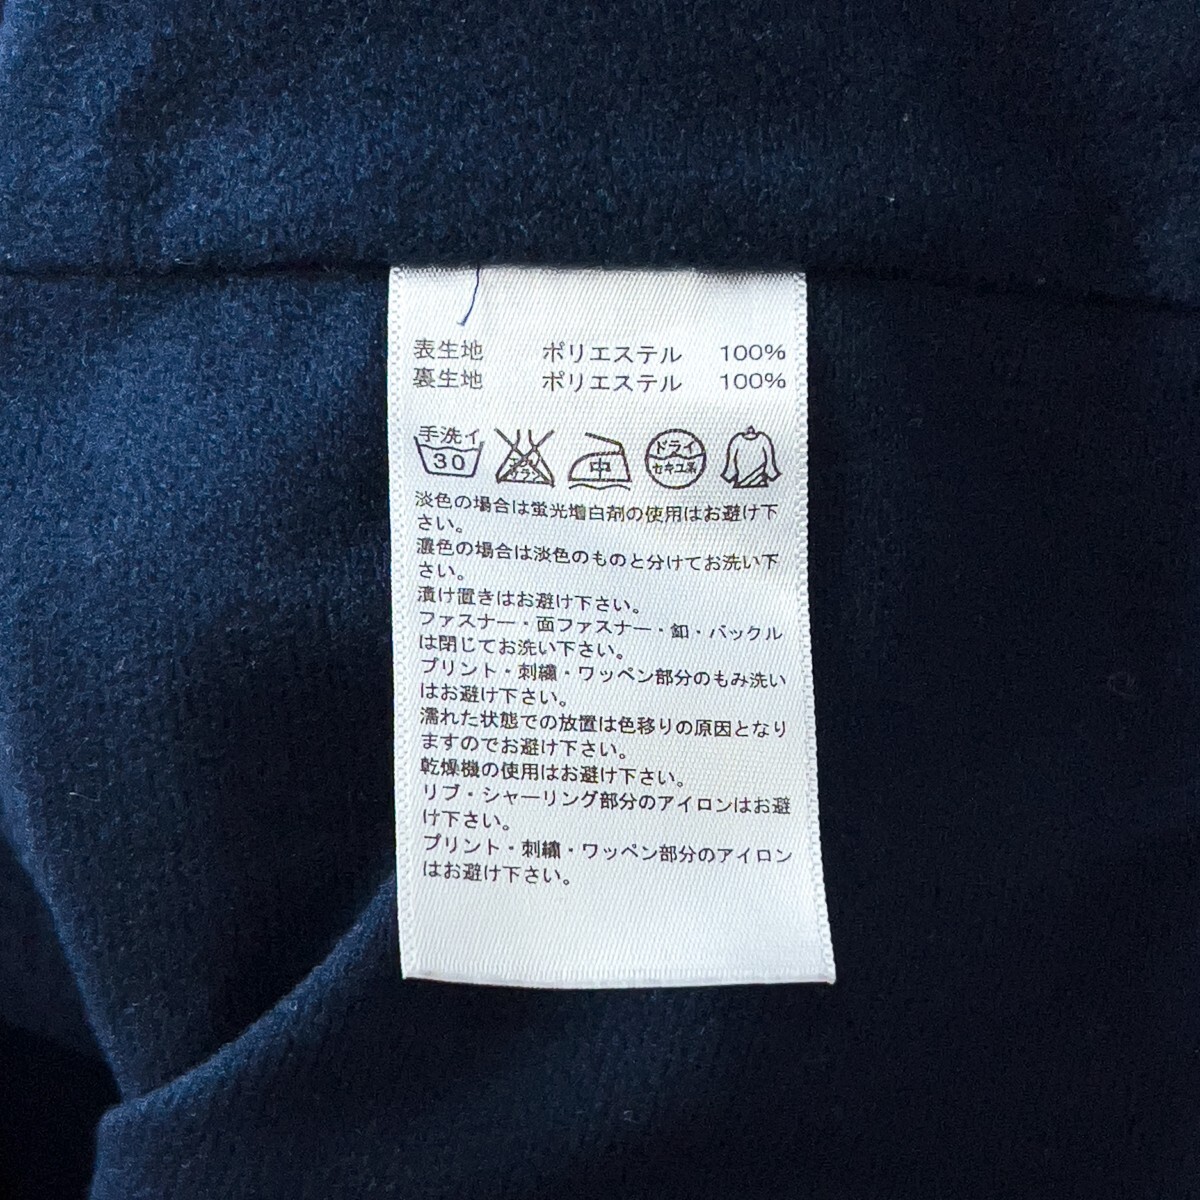 表生地 ポリエステル 100%
裏生地 ポリエステル 100%
手洗イ
30
エンソ
サラシ
中
ドライ
セキユ系
淡色の場合は蛍光増白剤の使用はお避け下
さい。
濃色の場合は淡色のものと分けてお洗い下
さい。
漬け置きはお避け下さい。
ファスナー・面ファスナー・釦・バックル
は閉じてお洗い下さい。
プリント・刺繍・ワッペン部分のもみ洗い
はお避け下さい。
濡れた状態での放置は色移りの原因となり
ますのでお避け下さい。
乾燥機の使用はお避け下さい。
リブ・シャーリング部分のアイロンはお避
け下さい。
プリント・刺繍・ワッペン部分のアイロン
はお避け下さい。